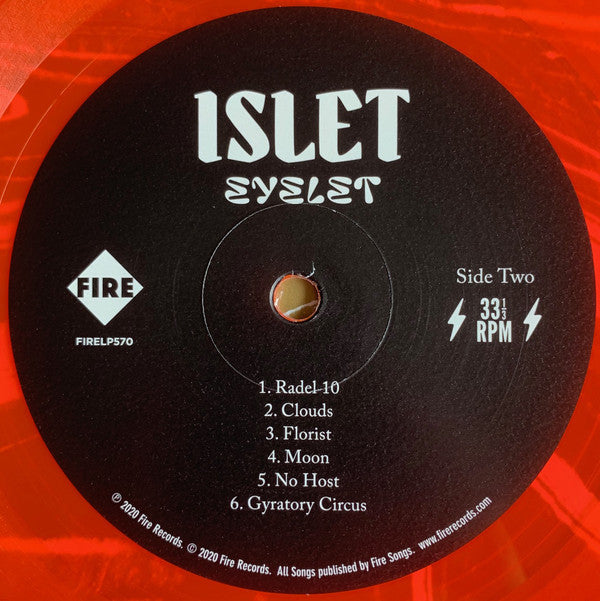 ISLET
EYELET
FIRE
FIRELP570
Side Two
33⅓
RPM
1. Radel 10
2. Clouds
3. Florist
4. Moon
5. No Host
6. Gyratory Circus
℗ 2020 Fire Records. © 2020 Fire Records. All Songs published by Fire Songs. www.firerecords.com